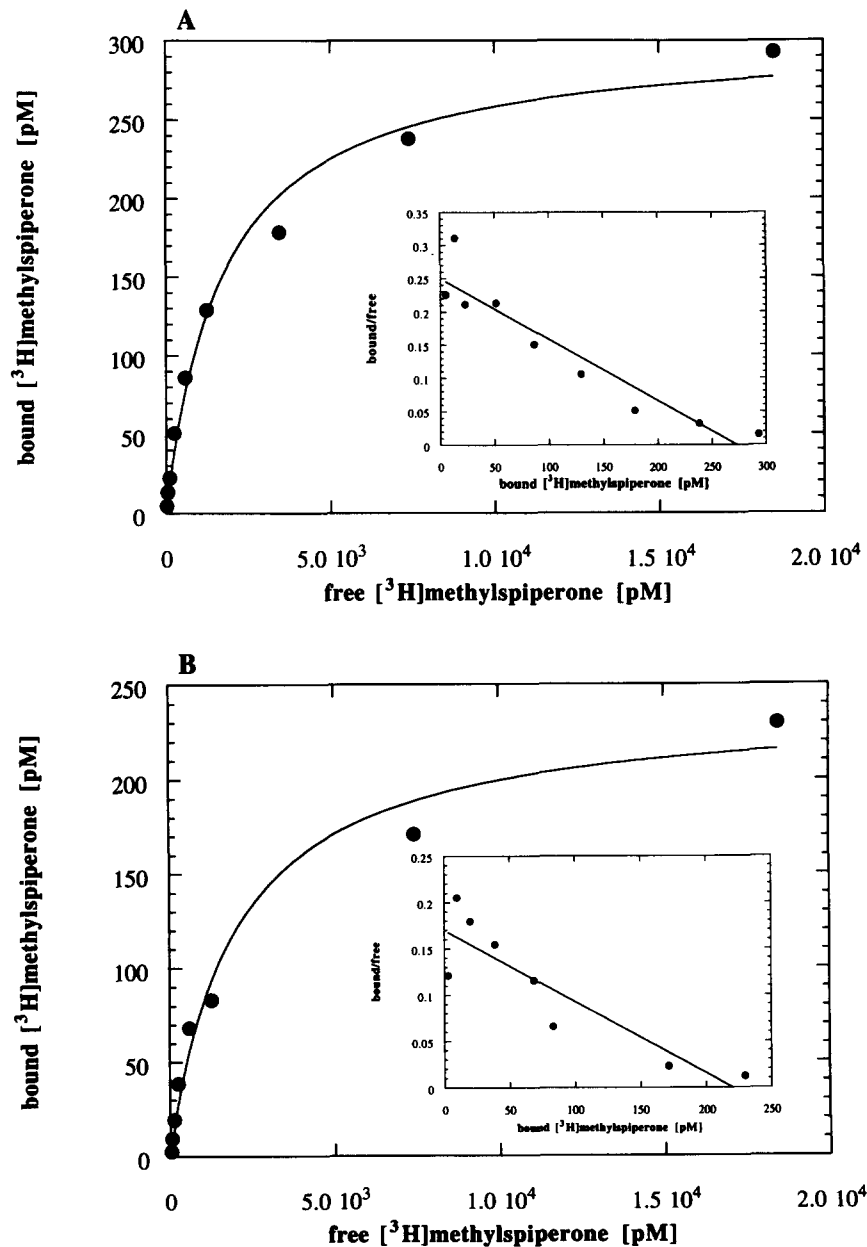 A
bound [³H]methylspiperone [pM]
300
250
200
150
100
50
0
0 5.0 10³ 1.0 10⁴ 1.5 10⁴ 2.0 10⁴
free [³H]methylspiperone [pM]
bound/free
0.35
0.3
0.25
0.2
0.15
0.1
0.05
0
0 50 100 150 200 250 300
bound [³H]methylspiperone [pM]
B
bound [³H]methylspiperone [pM]
250
200
150
100
50
0
0 5.0 10³ 1.0 10⁴ 1.5 10⁴ 2.0 10⁴
free [³H]methylspiperone [pM]
bound/free
0.25
0.2
0.15
0.1
0.05
0
0 50 100 150 200 250
bound [³H]methylspiperone [pM]